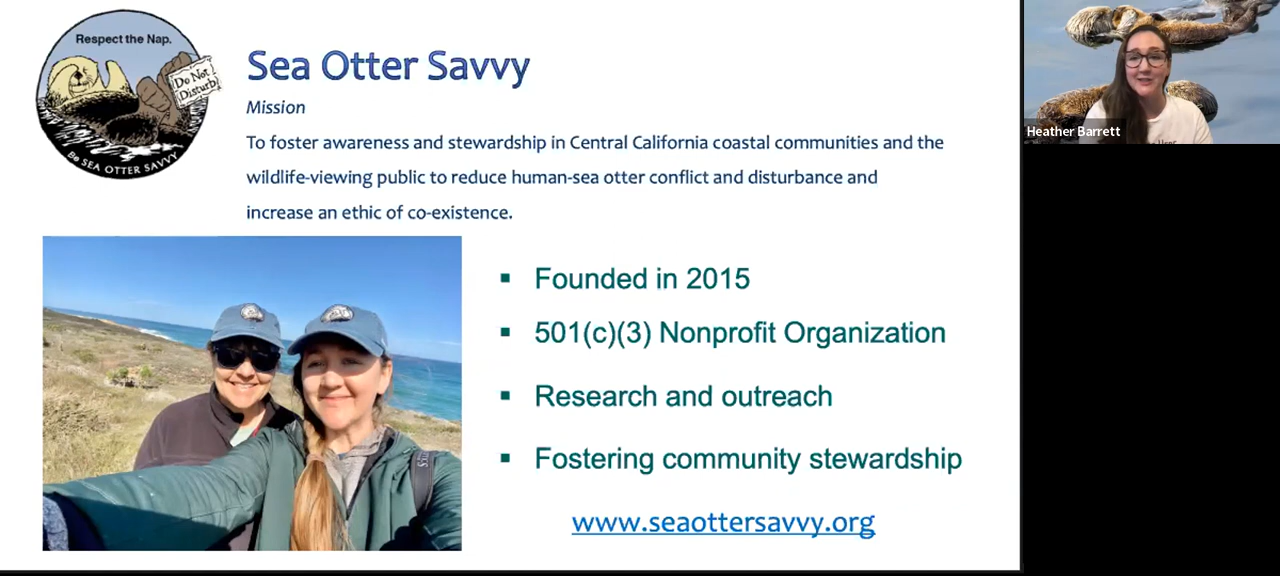 Respect the Nap.
Do Not
Disturb!
Be SEA OTTER SAVVY
Sea Otter Savvy
Mission
To foster awareness and stewardship in Central California coastal communities and the
wildlife-viewing public to reduce human-sea otter conflict and disturbance and
increase an ethic of co-existence.
▪ Founded in 2015
▪ 501(c)(3) Nonprofit Organization
▪ Research and outreach
▪ Fostering community stewardship
www.seaottersavvy.org
Heather Barrett